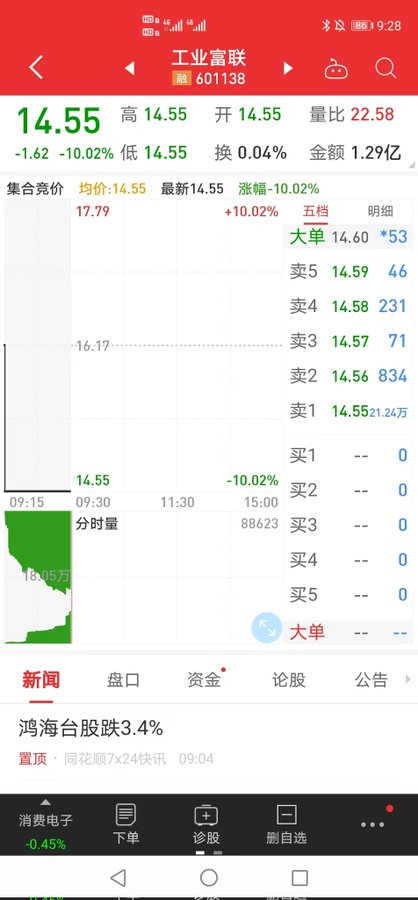 HD 1 4G 4G 86 9:28
HD 2
工业富联
融 601138
14.55 高 14.55 开 14.55 量比 22.58
-1.62 -10.02% 低 14.55 换 0.04% 金额 1.29亿
集合竞价 均价:14.55 最新14.55 涨幅-10.02%
17.79 +10.02%
16.17
14.55 -10.02%
09:15 09:30 11:30 15:00
分时量 88623
18.05万
五档 明细
大单 14.60 *53
卖5 14.59 46
卖4 14.58 231
卖3 14.57 71
卖2 14.56 834
卖1 14.55 21.24万
买1 -- 0
买2 -- 0
买3 -- 0
买4 -- 0
买5 -- 0
大单 -- --
新闻 盘口 资金 论股 公告
鸿海台股跌3.4%
置顶 · 同花顺7x24快讯 09:04
消费电子 下单 诊股 删自选
-0.45%